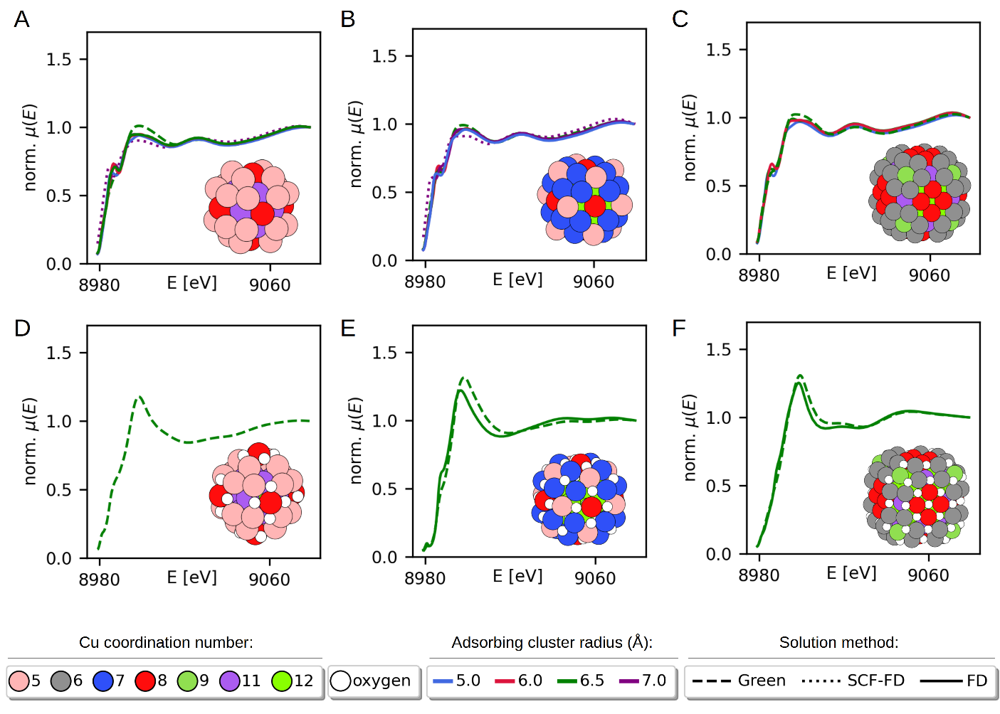 A
B
C
1.5
1.0
0.5
0.0
norm. μ(E)
8980
E [eV]
9060
1.5
1.0
0.5
0.0
norm. μ(E)
8980
E [eV]
9060
1.5
1.0
0.5
0.0
norm. μ(E)
8980
E [eV]
9060
D
E
F
1.5
1.0
0.5
0.0
norm. μ(E)
8980
E [eV]
9060
1.5
1.0
0.5
0.0
norm. μ(E)
8980
E [eV]
9060
1.5
1.0
0.5
0.0
norm. μ(E)
8980
E [eV]
9060
Cu coordination number:
5 6 7 8 9 11 12
oxygen
Adsorbing cluster radius (Å):
5.0 6.0 6.5 7.0
Solution method:
Green SCF-FD FD